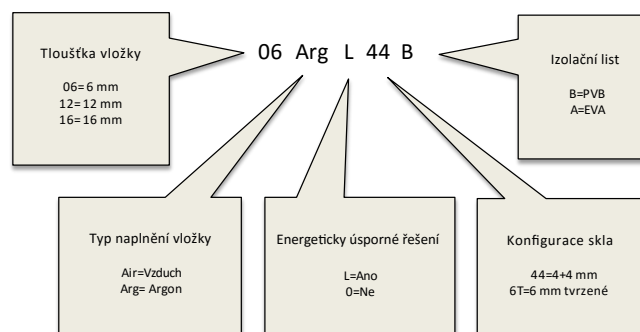 06 Arg L 44 B
Tloušťka vložky
06=6 mm
12=12 mm
16=16 mm
Izolační list
B=PVB
A=EVA
Typ naplnění vložky
Air=Vzduch
Arg= Argon
Energeticky úsporné řešení
L=Ano
0=Ne
Konfigurace skla
44=4+4 mm
6T=6 mm tvrzené